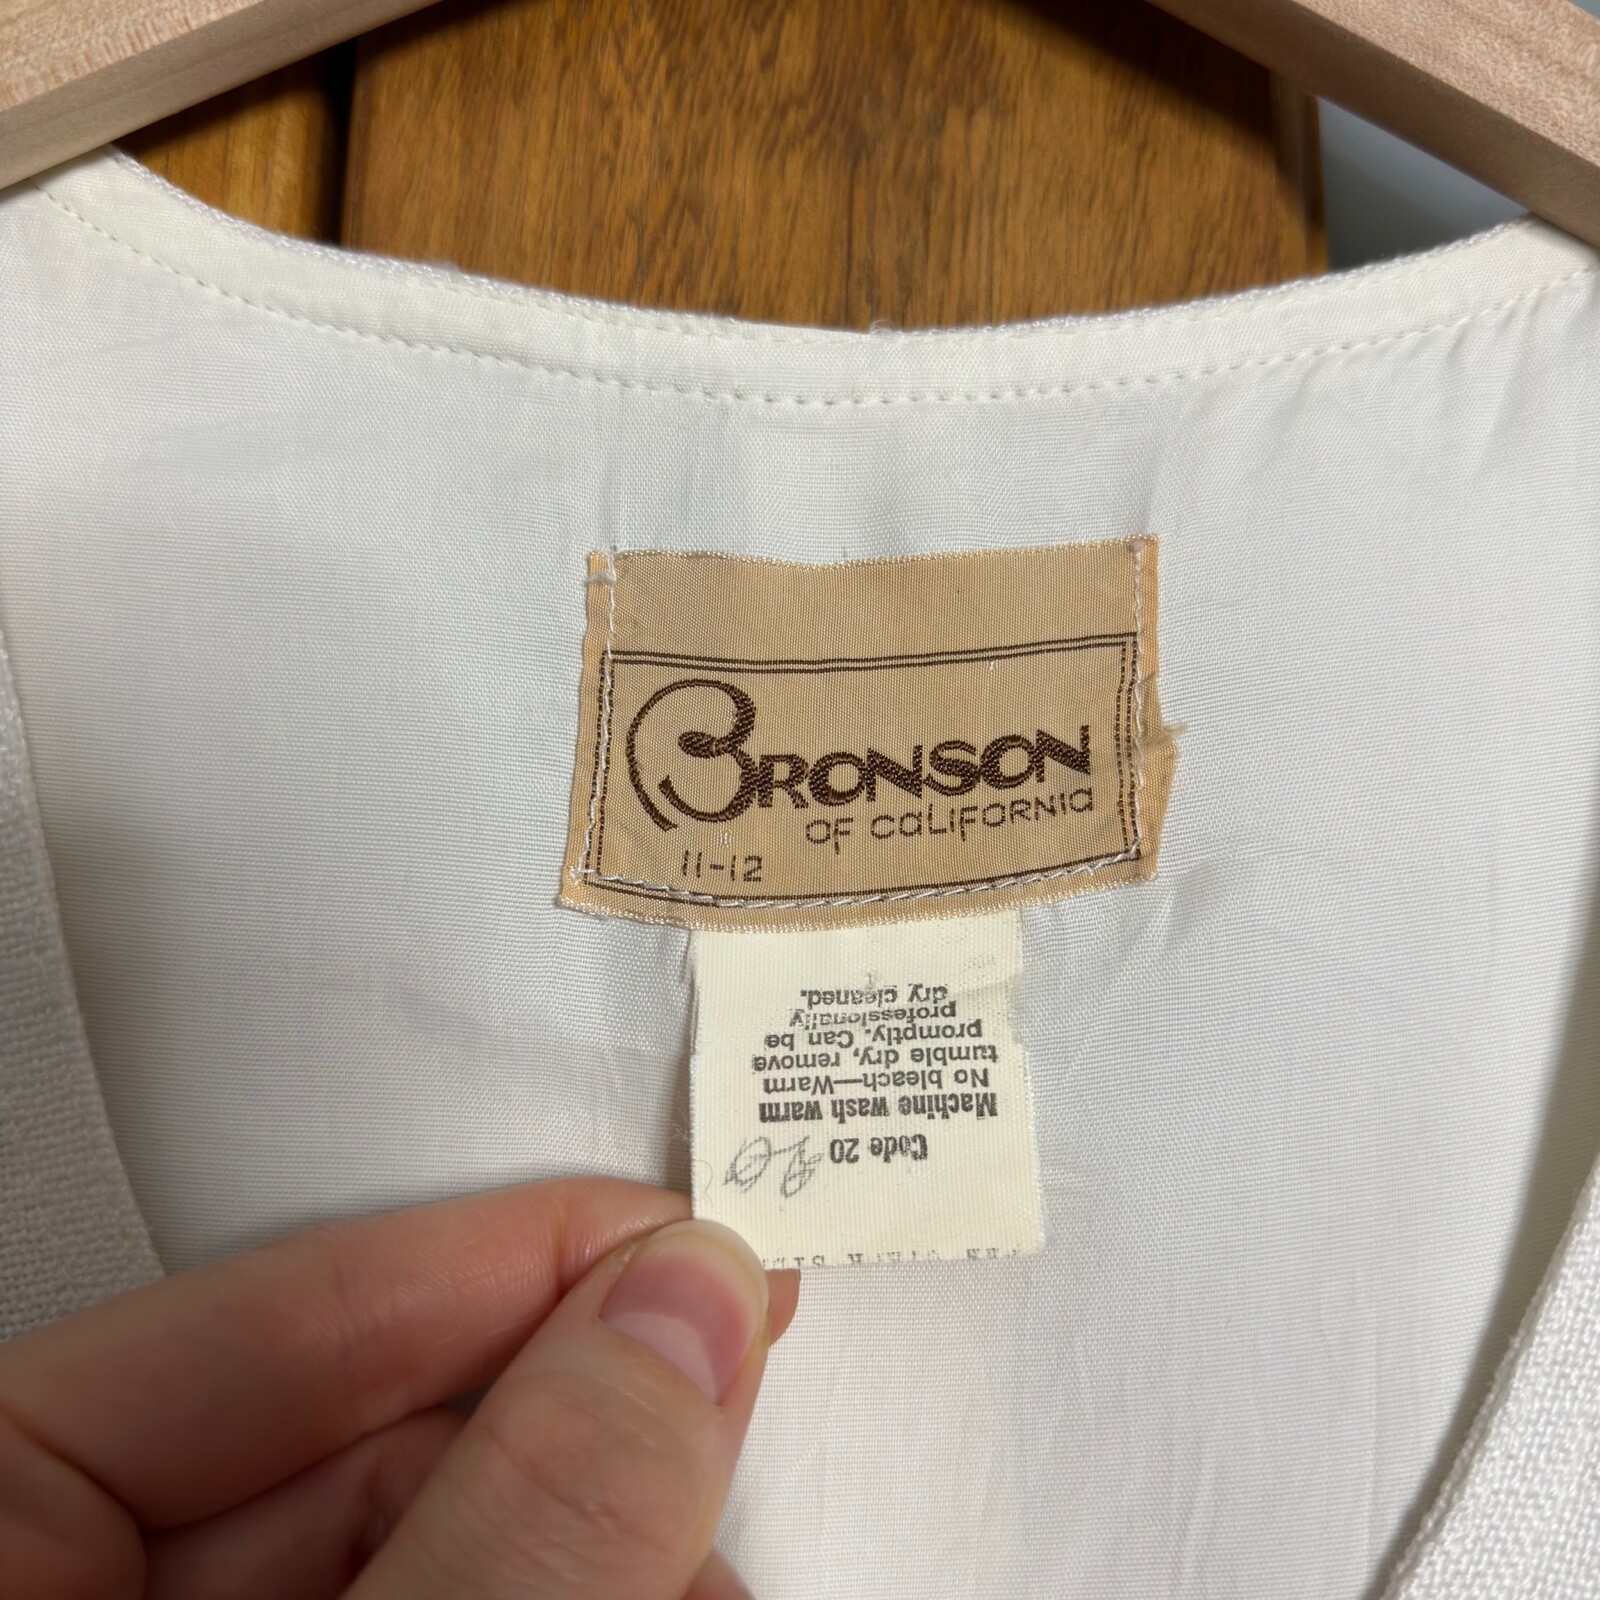 BRONSON
OF CALIFORNIA
11-12
Code 20
Machine wash warm
No bleach—Warm
tumble dry, remove
promptly. Can be
professionally
dry cleaned.